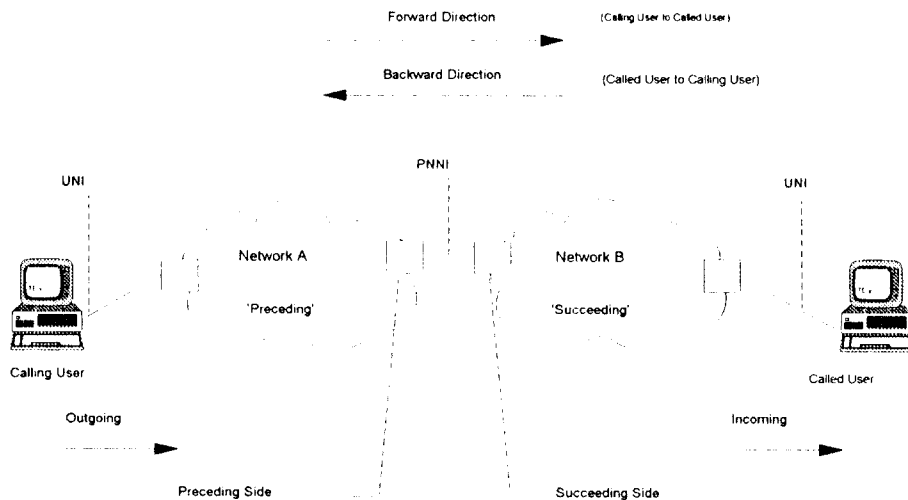 Forward Direction
(Calling User to Called User)
Backward Direction
(Called User to Calling User)
PNNI
UNI
UNI
Network A
Network B
'Preceding'
'Succeeding'
Calling User
Called User
Outgoing
Incoming
Preceding Side
Succeeding Side